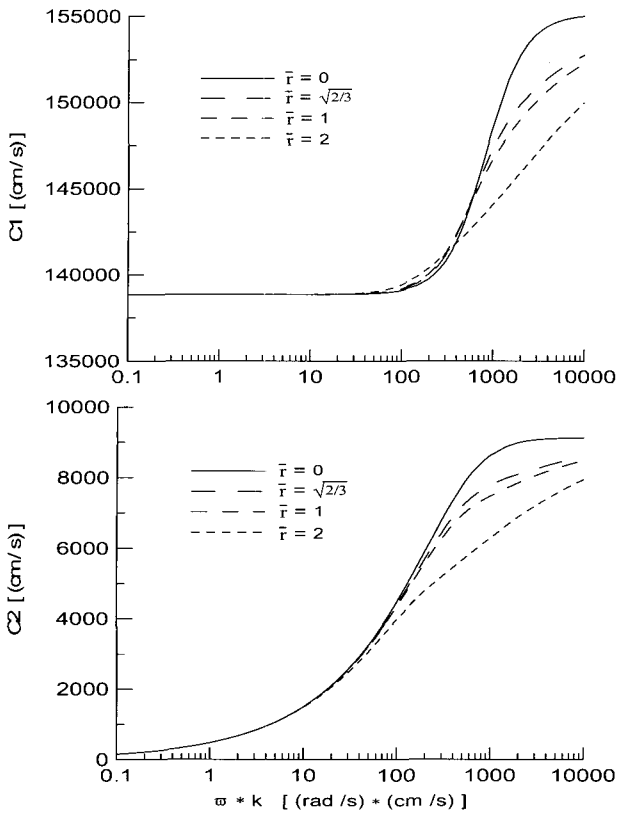 155000
150000
145000
140000
135000
C1 [ (cm/ s) ]
r̄ = 0
r̄ = √2/3
r̄ = 1
r̄ = 2
0.1 1 10 100 1000 10000
10000
8000
6000
4000
2000
0
C2 [ (cm/ s) ]
r̄ = 0
r̄ = √2/3
r̄ = 1
r̄ = 2
0.1 1 10 100 1000 10000
ϖ * k [ (rad /s) * (cm /s) ]